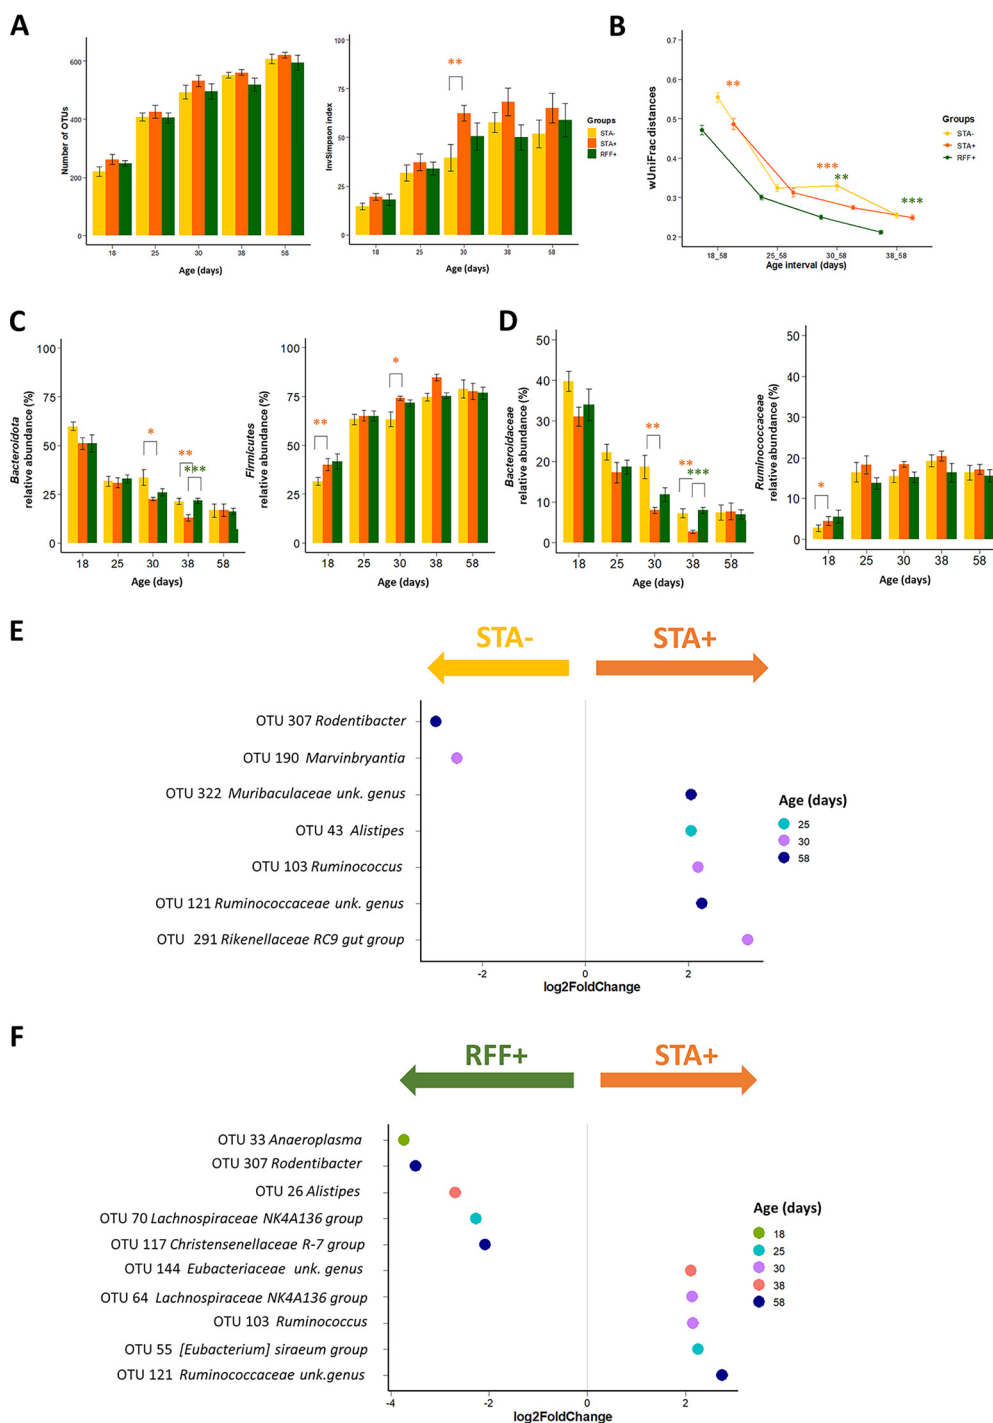 A
Number of OTUs
600
400
200
0
18 25 30 38 58
Age (days)
InvSimpson index
100
75
50
25
0
**
18 25 30 38 58
Age (days)
Groups
STA-
STA+
RFF+
B
wUniFrac distances
0.7
0.6
0.5
0.4
0.3
0.2
**
***
**
***
18_58 25_58 30_58 38_58
Age interval (days)
Groups
STA-
STA+
RFF+
C
Bacteroidota
relative abundance (%)
100
75
50
25
0
*
**
***
18 25 30 38 58
Age (days)
Firmicutes
relative abundance (%)
100
75
50
25
0
**
*
18 25 30 38 58
Age (days)
D
Bacteroidaceae
relative abundance (%)
50
40
30
20
10
0
**
**
***
18 25 30 38 58
Age (days)
Ruminococcaceae
relative abundance (%)
50
40
30
20
10
0
*
18 25 30 38 58
Age (days)
E
STA- STA+
OTU 307 Rodentibacter
OTU 190 Marvinbryantia
OTU 322 Muribaculaceae unk. genus
OTU 43 Alistipes
OTU 103 Ruminococcus
OTU 121 Ruminococcaceae unk. genus
OTU 291 Rikenellaceae RC9 gut group
-2 0 2
log2FoldChange
Age (days)
25
30
58
F
RFF+ STA+
OTU 33 Anaeroplasma
OTU 307 Rodentibacter
OTU 26 Alistipes
OTU 70 Lachnospiraceae NK4A136 group
OTU 117 Christensenellaceae R-7 group
OTU 144 Eubacteriaceae unk. genus
OTU 64 Lachnospiraceae NK4A136 group
OTU 103 Ruminococcus
OTU 55 [Eubacterium] siraeum group
OTU 121 Ruminococcaceae unk.genus
-4 -2 0 2
log2FoldChange
Age (days)
18
25
30
38
58